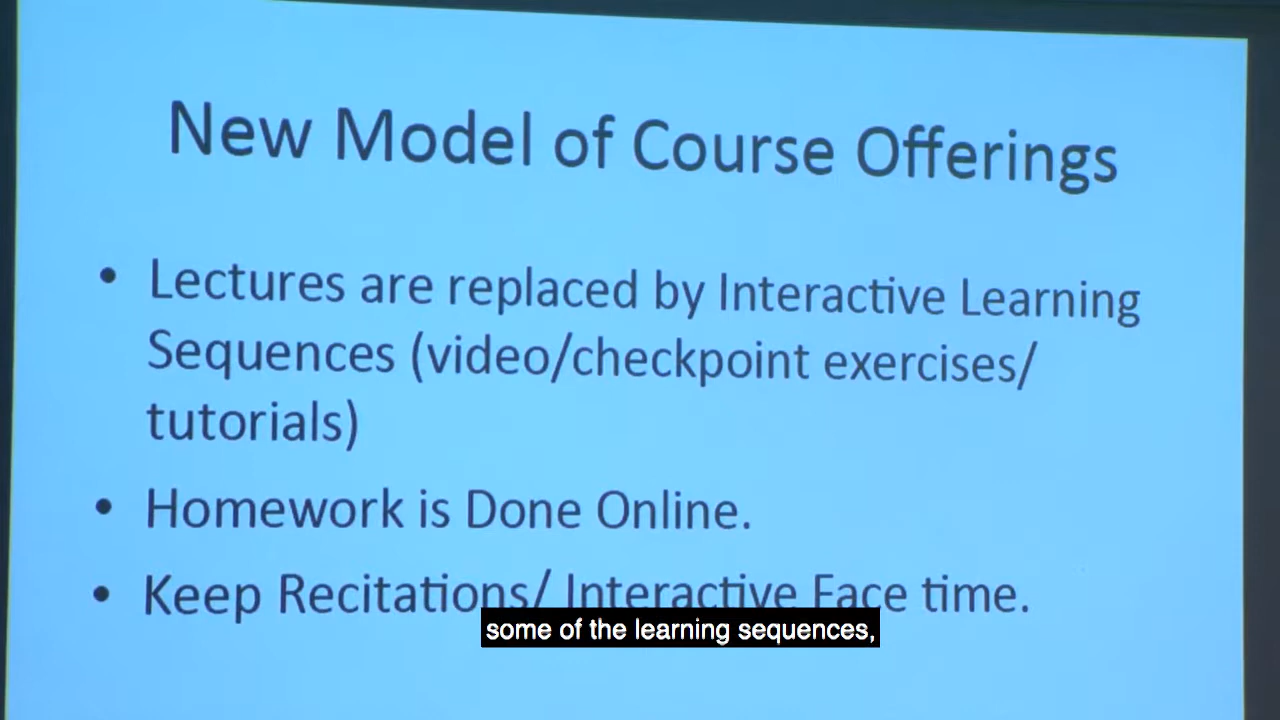 New Model of Course Offerings
• Lectures are replaced by Interactive Learning
Sequences (video/checkpoint exercises/
tutorials)
• Homework is Done Online.
• Keep Recitations/ Interactive Face time.
some of the learning sequences,